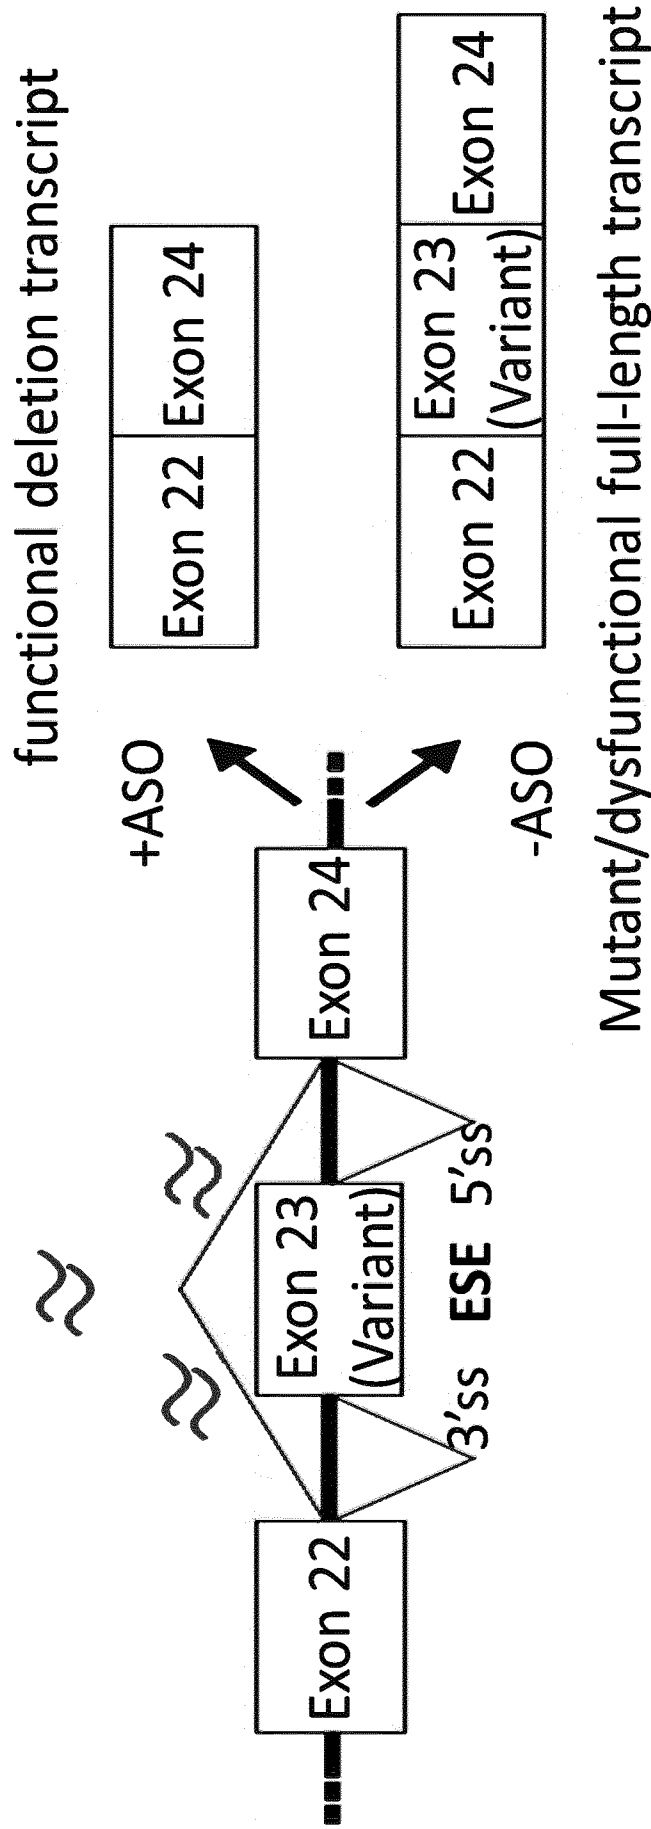 functional deletion transcript
+ASO
Exon 22
Exon 24
Exon 22
Exon 23
(Variant)
Exon 24
3'ss ESE 5'ss
-ASO
Exon 22
Exon 23
(Variant)
Exon 24
Mutant/dysfunctional full-length transcript